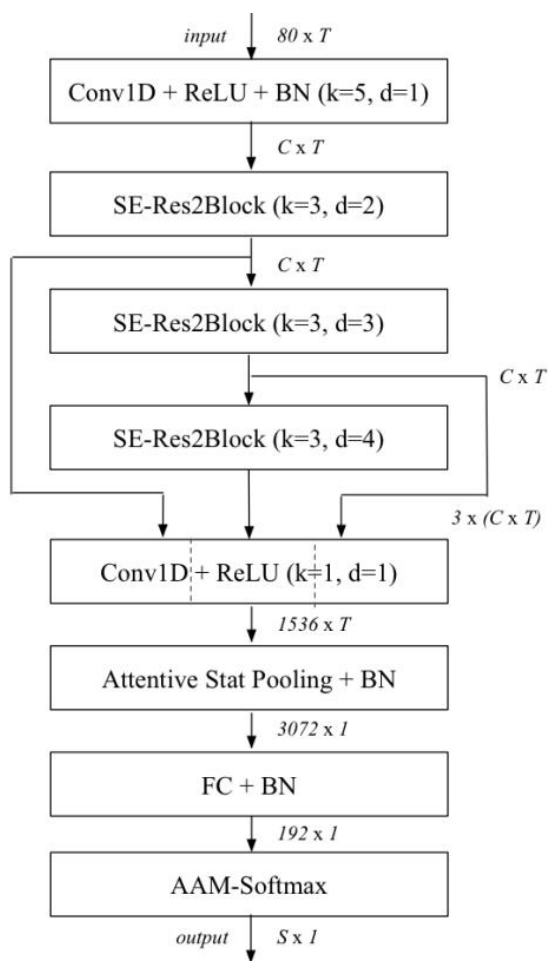 input 80 x T
Conv1D + ReLU + BN (k=5, d=1)
C x T
SE-Res2Block (k=3, d=2)
C x T
SE-Res2Block (k=3, d=3)
C x T
SE-Res2Block (k=3, d=4)
3 x (C x T)
Conv1D + ReLU (k=1, d=1)
1536 x T
Attentive Stat Pooling + BN
3072 x 1
FC + BN
192 x 1
AAM-Softmax
output S x 1